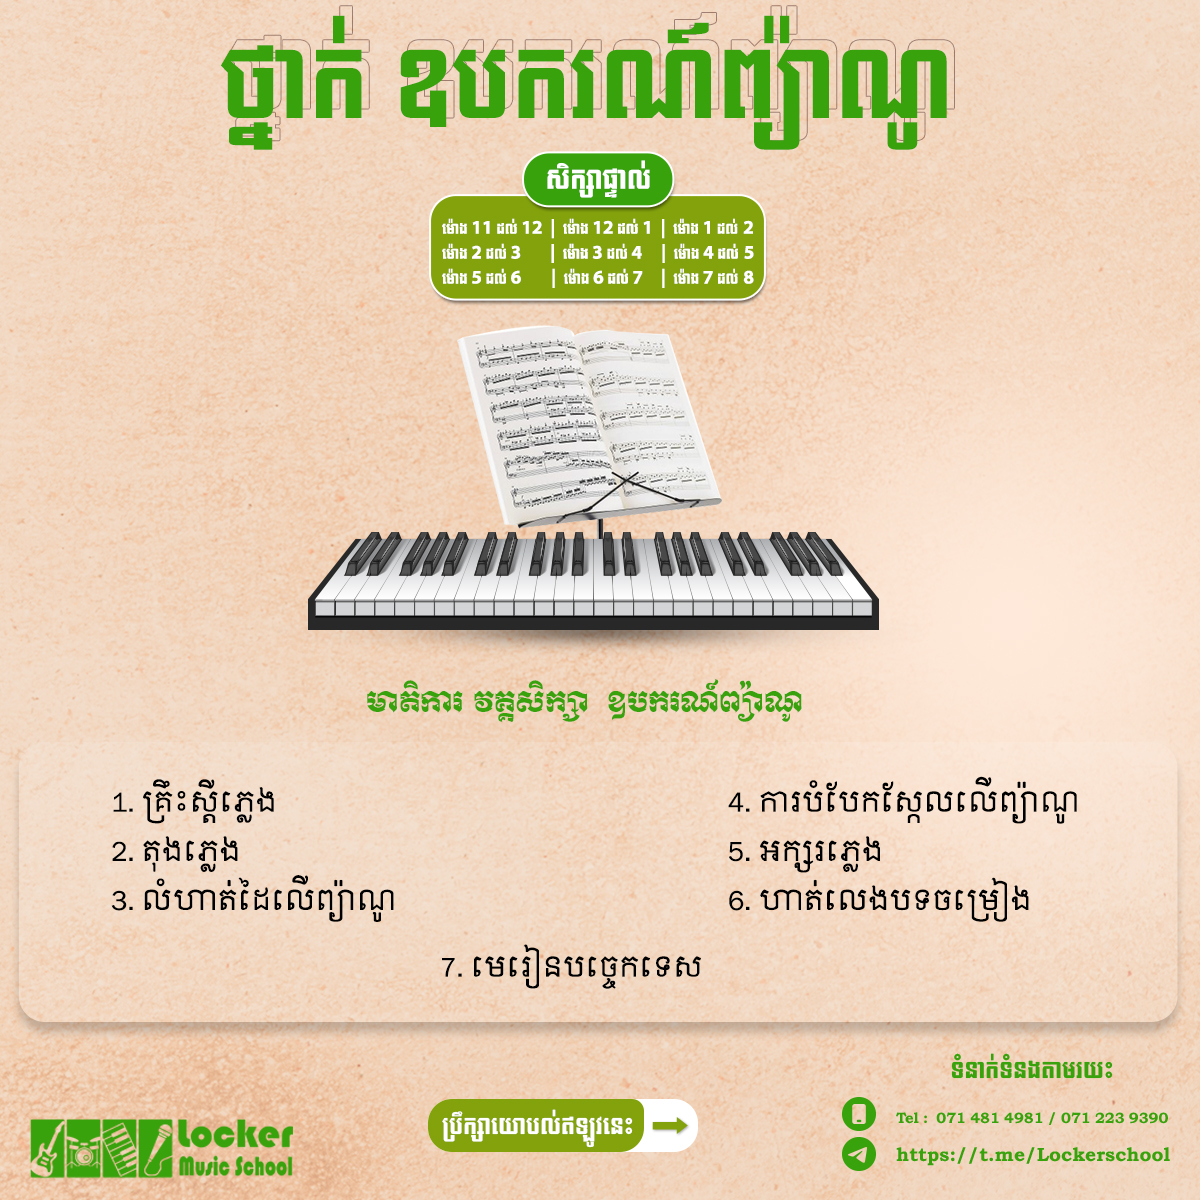 ថ្នាក់ ឧបករណ៍ព្យ៉ាណូ
សិក្សាផ្ទាល់
ម៉ោង 11 ដល់ 12 | ម៉ោង 12 ដល់ 1 | ម៉ោង 1 ដល់ 2
ម៉ោង 2 ដល់ 3 | ម៉ោង 3 ដល់ 4 | ម៉ោង 4 ដល់ 5
ម៉ោង 5 ដល់ 6 | ម៉ោង 6 ដល់ 7 | ម៉ោង 7 ដល់ 8
មាតិការ វគ្គសិក្សា ឧបករណ៍ព្យ៉ាណូ
1. គ្រឹះស្ដីភ្លេង
2. តុងភ្លេង
3. លំហាត់ដៃលើព្យ៉ាណូ
4. ការបំបែកស្កែលលើព្យ៉ាណូ
5. អក្សរភ្លេង
6. ហាត់លេងបទចម្រៀង
7. មេរៀនបច្ចេកទេស
ទំនាក់ទំនងតាមរយះ
Tel : 071 481 4981 / 071 223 9390
https://t.me/Lockerschool
ប្រឹក្សាយោបល់ឥឡូវនេះ
Locker
Music School